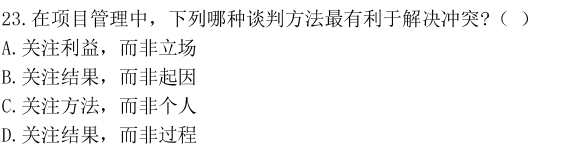 23.在项目管理中，下列哪种谈判方法最有利于解决冲突?（ ）
A.关注利益，而非立场
B.关注结果，而非起因
C.关注方法，而非个人
D.关注结果，而非过程